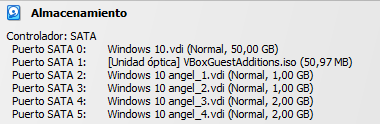 Almacenamiento
Controlador: SATA
Puerto SATA 0: Windows 10.vdi (Normal, 50,00 GB)
Puerto SATA 1: [Unidad óptica] VBoxGuestAdditions.iso (50,97 MB)
Puerto SATA 2: Windows 10 angel_1.vdi (Normal, 1,00 GB)
Puerto SATA 3: Windows 10 angel_2.vdi (Normal, 1,00 GB)
Puerto SATA 4: Windows 10 angel_3.vdi (Normal, 2,00 GB)
Puerto SATA 5: Windows 10 angel_4.vdi (Normal, 2,00 GB)